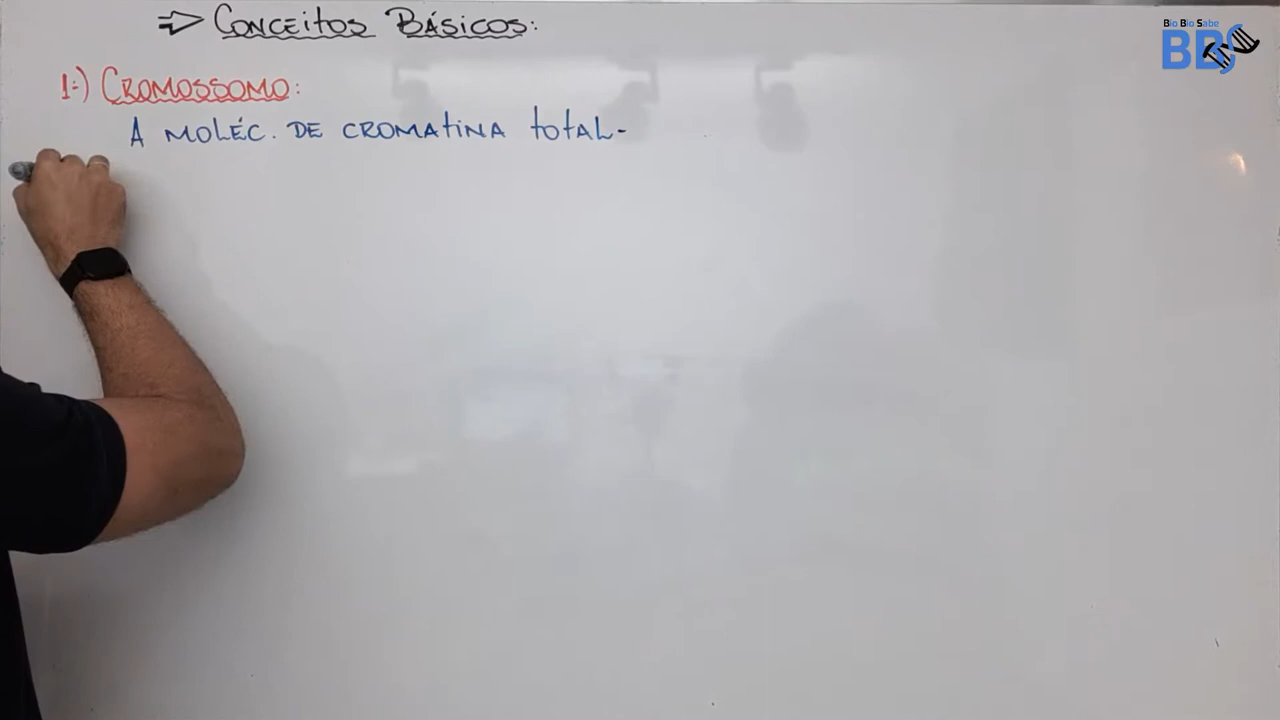 ⇒ Conceitos Básicos:
1:) Cromossomo:
A moléc. de cromatina total-
Bio Bio Sabe
BBS